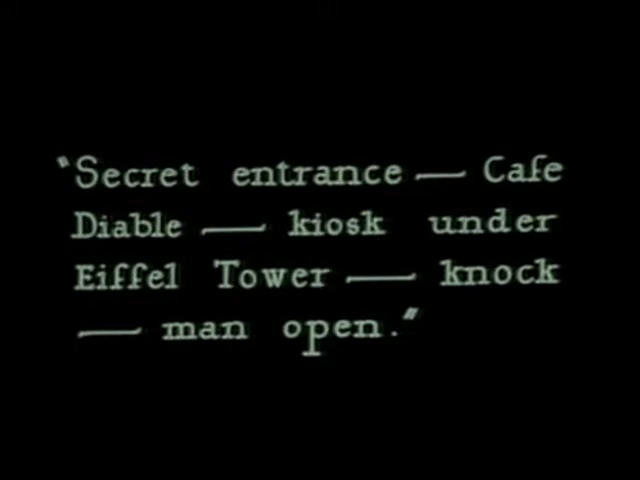 "Secret entrance — Cafe
Diable — kiosk under
Eiffel Tower — knock
— man open."